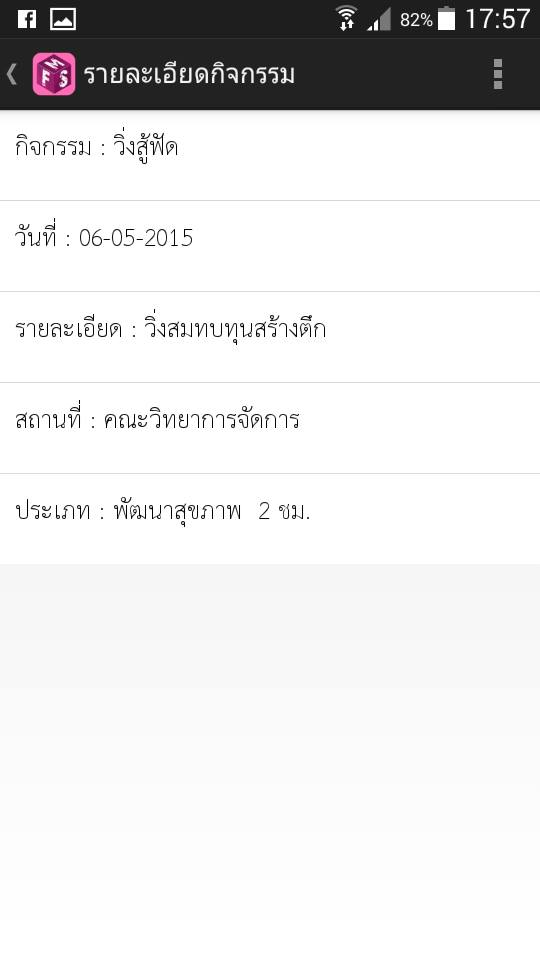 82% 17:57
MFS รายละเอียดกิจกรรม
กิจกรรม : วิ่งสู้ฟัด
วันที่ : 06-05-2015
รายละเอียด : วิ่งสมทบทุนสร้างตึก
สถานที่ : คณะวิทยาการจัดการ
ประเภท : พัฒนาสุขภาพ 2 ชม.